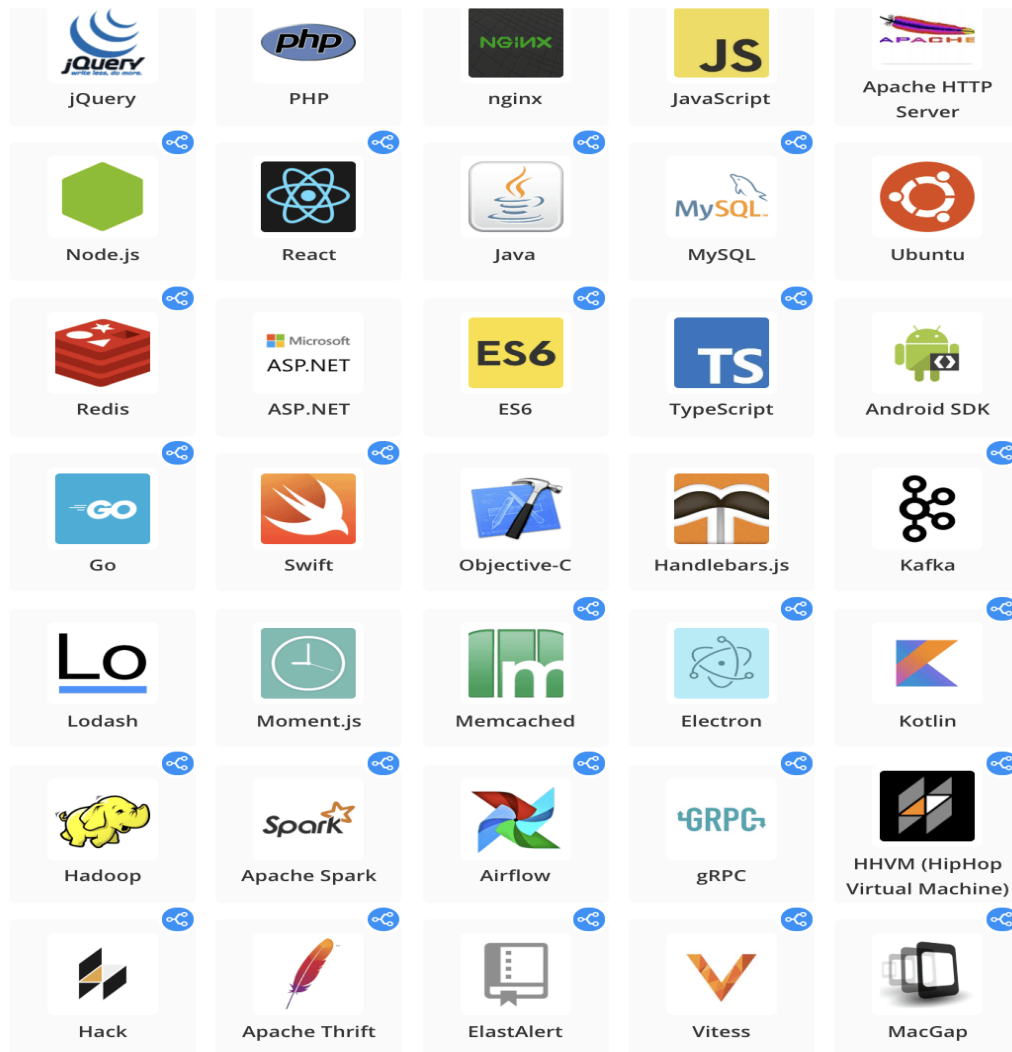 jQuery
write less, do more.
php
NGINX
JS
APACHE
jQuery
PHP
nginx
JavaScript
Apache HTTP
Server
MySQL
Node.js
React
Java
MySQL
Ubuntu
Microsoft
ASP.NET
ES6
TS
Redis
ASP.NET
ES6
TypeScript
Android SDK
GO
Go
Swift
Objective-C
Handlebars.js
Kafka
Lo
m
Lodash
Moment.js
Memcached
Electron
Kotlin
Spark
GRPC
Hadoop
Apache Spark
Airflow
gRPC
HHVM (HipHop
Virtual Machine)
Hack
Apache Thrift
ElastAlert
Vitess
MacGap